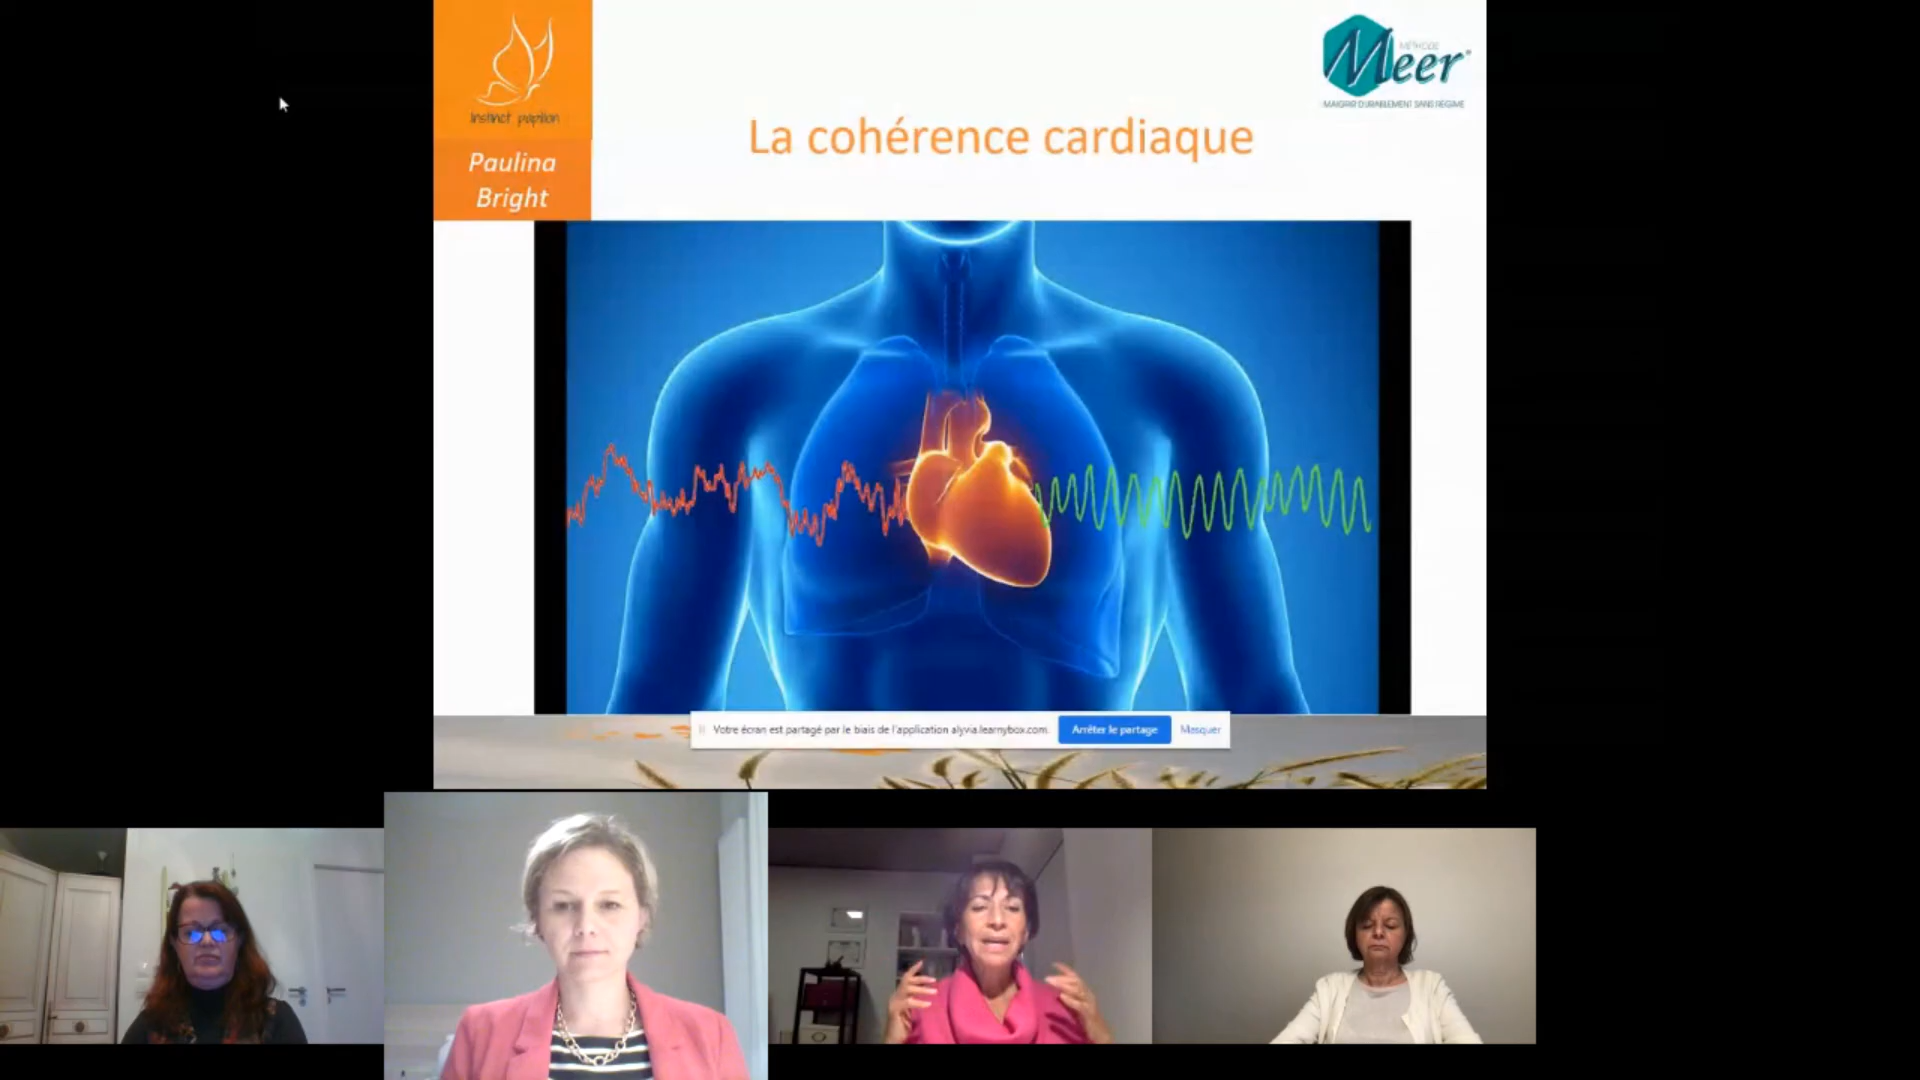 Instinct papillon
Paulina
Bright
MÉTHODE
Meer®
MAIGRIR DURABLEMENT SANS RÉGIME
La cohérence cardiaque
Votre écran est partagé par le biais de l'application alyvia.learnybox.com.
Arrêter le partage
Masquer